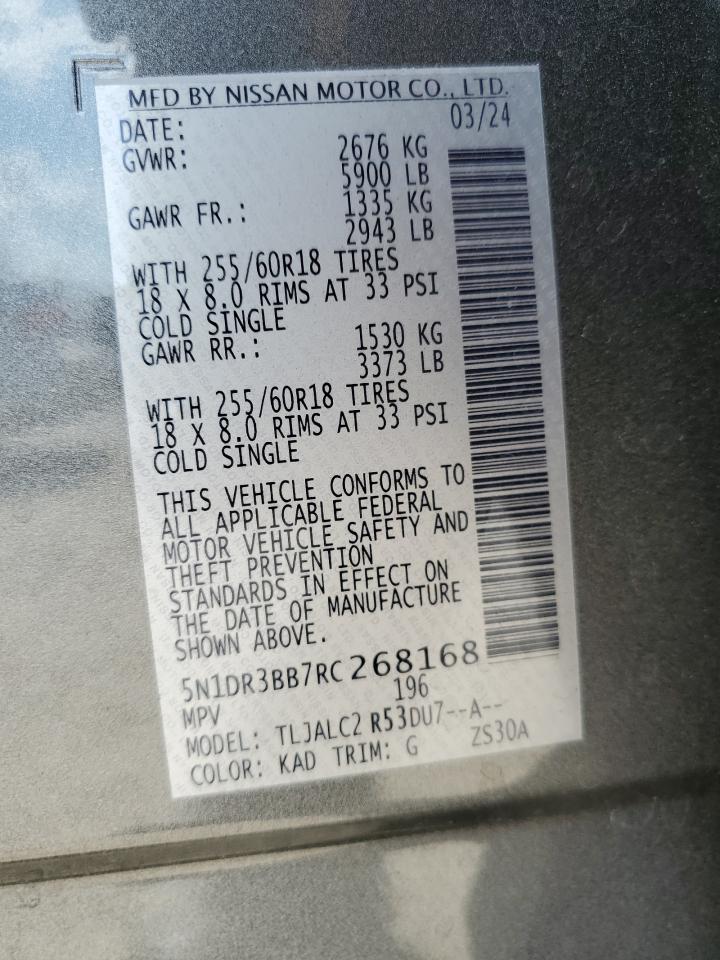 MFD BY NISSAN MOTOR CO., LTD.
DATE: 03/24
GVWR: 2676 KG
5900 LB
GAWR FR.: 1335 KG
2943 LB
WITH 255/60R18 TIRES
18 X 8.0 RIMS AT 33 PSI
COLD SINGLE
GAWR RR.: 1530 KG
3373 LB
WITH 255/60R18 TIRES
18 X 8.0 RIMS AT 33 PSI
COLD SINGLE
THIS VEHICLE CONFORMS TO
ALL APPLICABLE FEDERAL
MOTOR VEHICLE SAFETY AND
THEFT PREVENTION
STANDARDS IN EFFECT ON
THE DATE OF MANUFACTURE
SHOWN ABOVE.
5N1DR3BB7RC268168
MPV 196
MODEL: TLJALC2 R53DU7--A--
COLOR: KAD TRIM: G ZS30A